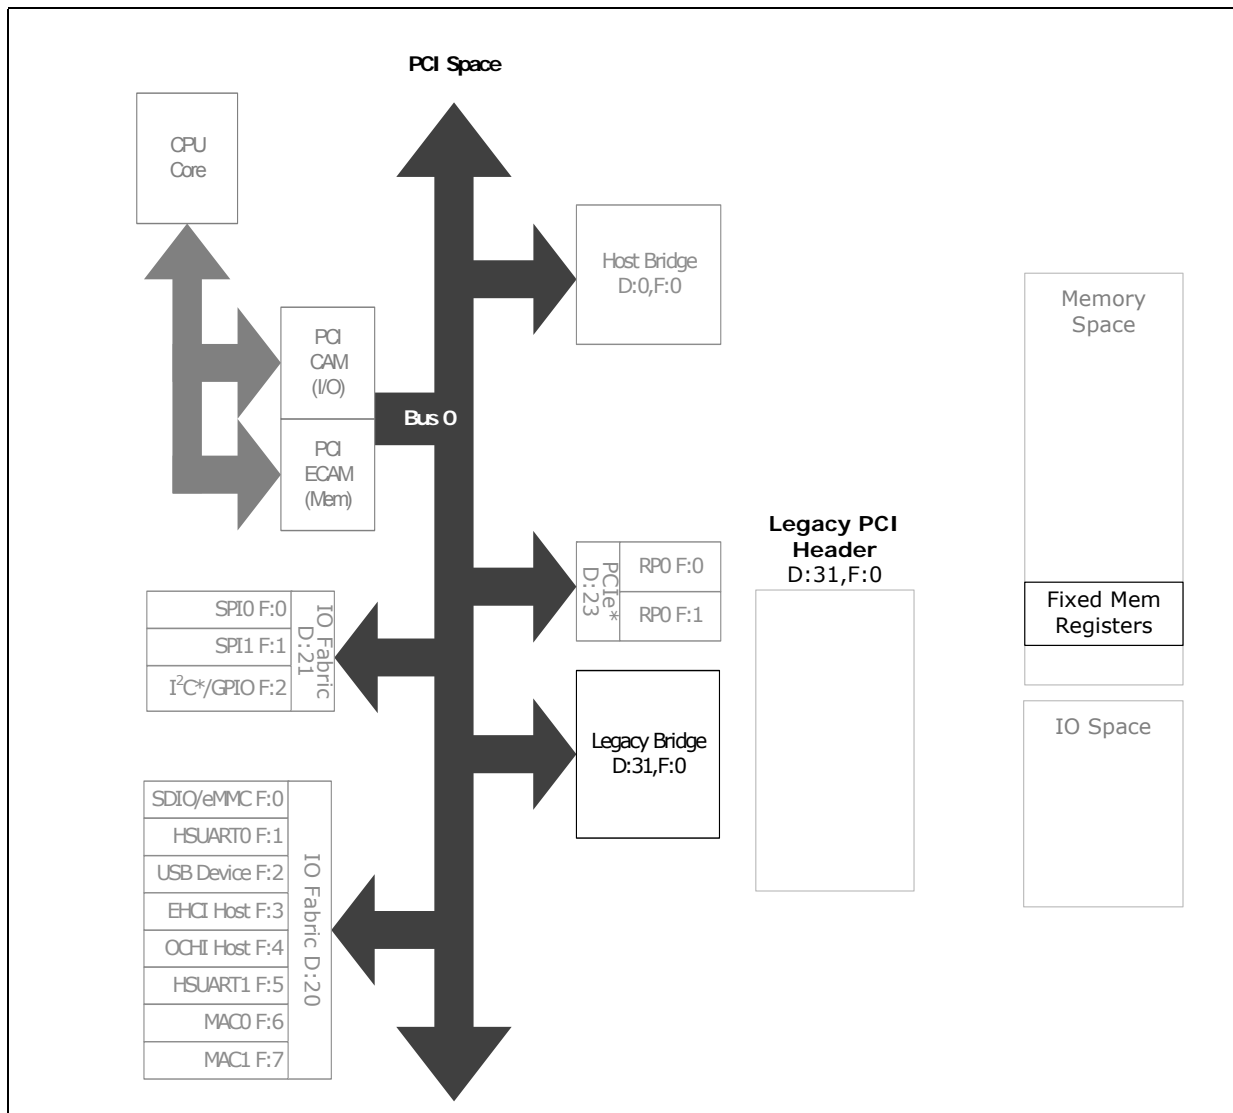 PCI Space
CPU
Core
Host Bridge
D:0,F:0
Memory
Space
PCI
CAM
(I/O)
Bus 0
PCI
ECAM
(Mem)
Legacy PCI
Header
D:31,F:0
PCIe*
D:23
RP0 F:0
RP0 F:1
Fixed Mem
Registers
SPI0 F:0
SPI1 F:1
I²C*/GPIO F:2
IO Fabric
D:21
Legacy Bridge
D:31,F:0
IO Space
SDIO/eMMC F:0
HSUART0 F:1
USB Device F:2
EHCI Host F:3
OCHI Host F:4
HSUART1 F:5
MAC0 F:6
MAC1 F:7
IO Fabric D:20